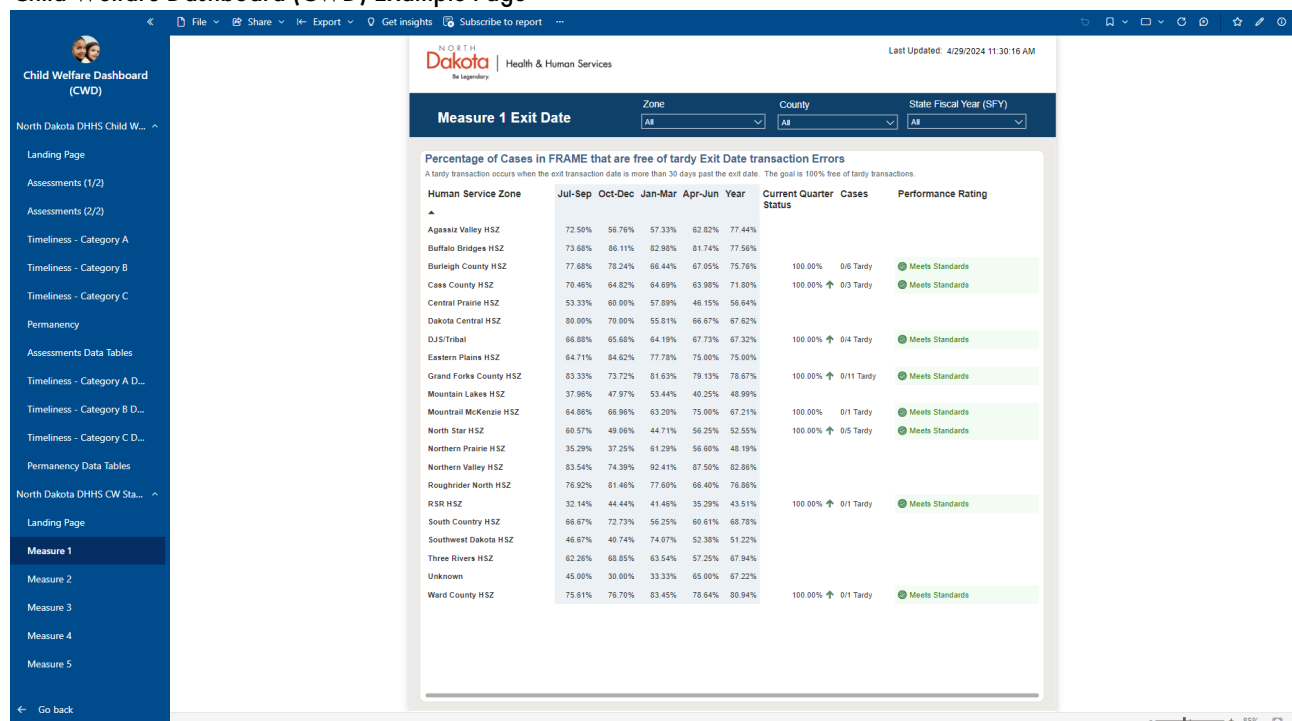 Child Welfare Dashboard (CWD) Example Page
File Share Export Get insights Subscribe to report ...
Child Welfare Dashboard
(CWD)
North Dakota DHHS Child W...
Landing Page
Assessments (1/2)
Assessments (2/2)
Timeliness - Category A
Timeliness - Category B
Timeliness - Category C
Permanency
Assessments Data Tables
Timeliness - Category A D...
Timeliness - Category B D...
Timeliness - Category C D...
Permanency Data Tables
North Dakota DHHS CW Sta...
Landing Page
Measure 1
Measure 2
Measure 3
Measure 4
Measure 5
Go back
NORTH
Dakota | Health & Human Services
Be Legendary.
Last Updated: 4/29/2024 11:30:16 AM
Measure 1 Exit Date
Zone County State Fiscal Year (SFY)
All All All
Percentage of Cases in FRAME that are free of tardy Exit Date transaction Errors
A tardy transaction occurs when the exit transaction date is more than 30 days past the exit date. The goal is 100% free of tardy transactions.
Human Service Zone Jul-Sep Oct-Dec Jan-Mar Apr-Jun Year Current Quarter Status Cases Performance Rating
Agassiz Valley HSZ 72.50% 56.76% 57.33% 62.82% 77.44%
Buffalo Bridges HSZ 73.68% 86.11% 82.98% 81.74% 77.56%
Burleigh County HSZ 77.68% 78.24% 66.44% 67.05% 75.76% 100.00% 0/6 Tardy Meets Standards
Cass County HSZ 70.46% 64.82% 64.69% 63.98% 71.80% 100.00% ↑ 0/3 Tardy Meets Standards
Central Prairie HSZ 53.33% 60.00% 57.89% 46.15% 56.64%
Dakota Central HSZ 80.00% 70.00% 55.81% 66.67% 67.62%
DJS/Tribal 66.88% 65.68% 64.19% 67.73% 67.32% 100.00% ↑ 0/4 Tardy Meets Standards
Eastern Plains HSZ 64.71% 84.62% 77.78% 75.00% 75.00%
Grand Forks County HSZ 83.33% 73.72% 81.63% 79.13% 78.67% 100.00% ↑ 0/11 Tardy Meets Standards
Mountain Lakes HSZ 37.96% 47.97% 53.44% 40.25% 48.99%
Mountrail McKenzie HSZ 64.86% 66.96% 63.20% 75.00% 67.21% 100.00% 0/1 Tardy Meets Standards
North Star HSZ 60.57% 49.06% 44.71% 56.25% 52.55% 100.00% ↑ 0/5 Tardy Meets Standards
Northern Prairie HSZ 35.29% 37.25% 61.29% 56.60% 48.19%
Northern Valley HSZ 83.54% 74.39% 92.41% 87.50% 82.86%
Roughrider North HSZ 76.92% 81.46% 77.60% 66.40% 76.86%
RSR HSZ 32.14% 44.44% 41.46% 35.29% 43.51% 100.00% ↑ 0/1 Tardy Meets Standards
South Country HSZ 66.67% 72.73% 56.25% 60.61% 68.78%
Southwest Dakota HSZ 46.67% 40.74% 74.07% 52.38% 51.22%
Three Rivers HSZ 62.26% 68.85% 63.54% 57.25% 67.94%
Unknown 45.00% 30.00% 33.33% 65.00% 67.22%
Ward County HSZ 75.61% 76.70% 83.45% 78.64% 80.94% 100.00% ↑ 0/1 Tardy Meets Standards